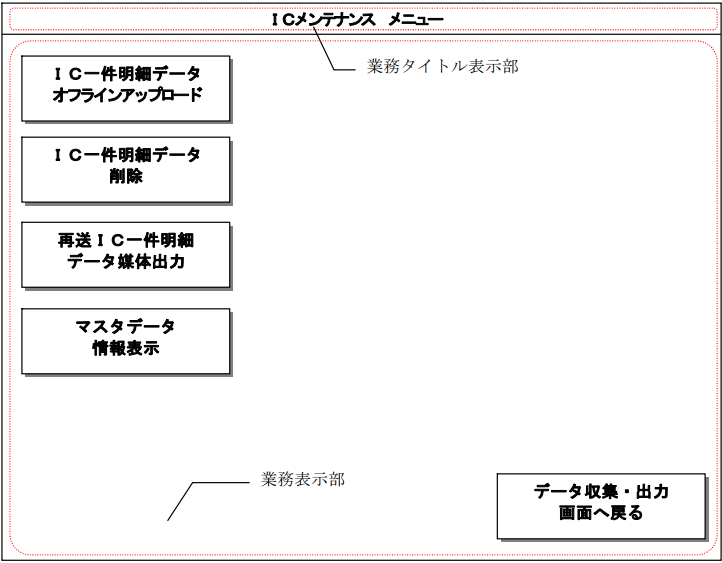 ＩＣメンテナンス　メニュー
業務タイトル表示部
ＩＣ一件明細データ
オフラインアップロード
ＩＣ一件明細データ
削除
再送ＩＣ一件明細
データ媒体出力
マスタデータ
情報表示
業務表示部
データ収集・出力
画面へ戻る